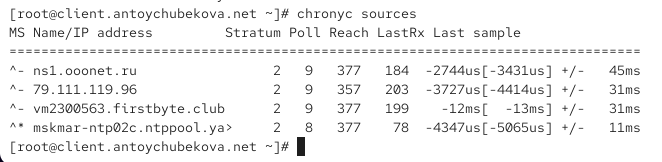 [root@client.antoychubekova.net ~]# chronyc sources
MS Name/IP address         Stratum Poll Reach LastRx Last sample
===============================================================================
^- ns1.ooonet.ru                 2   9   377   184  -2744us[-3431us] +/-   45ms
^- 79.111.119.96                 2   9   357   203  -3727us[-4414us] +/-   31ms
^- vm2300563.firstbyte.club      2   9   377   199    -12ms[  -13ms] +/-   31ms
^* mskmar-ntp02c.ntppool.ya>     2   8   377    78  -4347us[-5065us] +/-   11ms
[root@client.antoychubekova.net ~]#